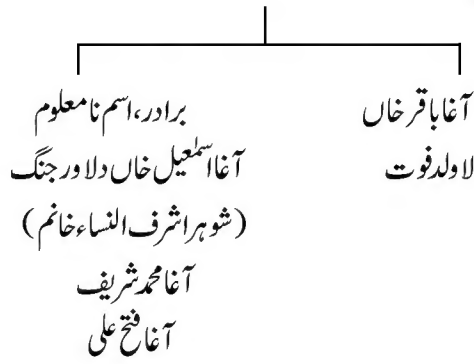 آغا باقر خاں
لاولد فوت
برادر، اسم نامعلوم
آغا اسمٰعیل خاں دلاور جنگ
(شوہر اشرف النساء خانم)
آغا محمد شریف
آغا فتح علی